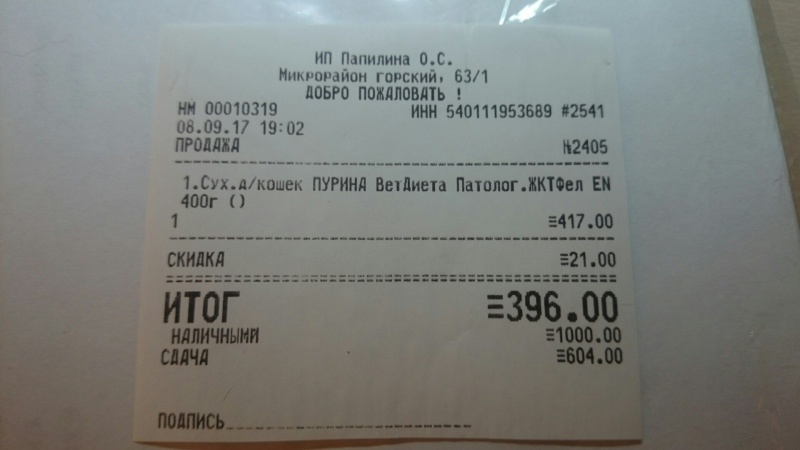 ИП Папилина О.С.
Микрорайон горский, 63/1
ДОБРО ПОЖАЛОВАТЬ !
НМ 00010319 ИНН 540111953689 #2541
08.09.17 19:02
ПРОДАЖА №2405
1.Сух.д/кошек ПУРИНА ВетДиета Патолог.ЖКТФел EN
400г ()
1 ≡417.00
СКИДКА ≡21.00
ИТОГ ≡396.00
НАЛИЧНЫМИ ≡1000.00
СДАЧА ≡604.00
ПОДПИСЬ